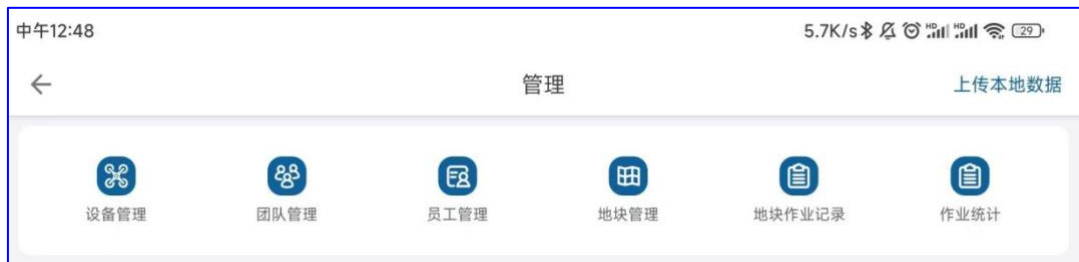 中午12:48 5.7K/s HD HD 29
管理 上传本地数据
设备管理 团队管理 员工管理 地块管理 地块作业记录 作业统计